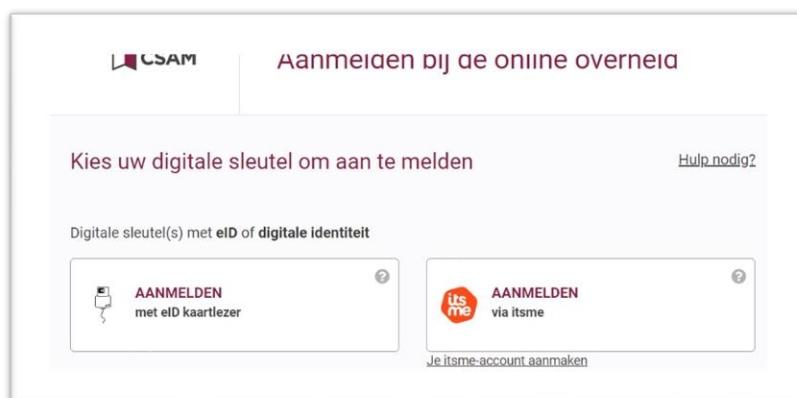 CSAM
Aanmelden bij de online overheid
Kies uw digitale sleutel om aan te melden
Hulp nodig?
Digitale sleutel(s) met eID of digitale identiteit
AANMELDEN
met eID kaartlezer
?
its
me
AANMELDEN
via itsme
?
Je itsme-account aanmaken